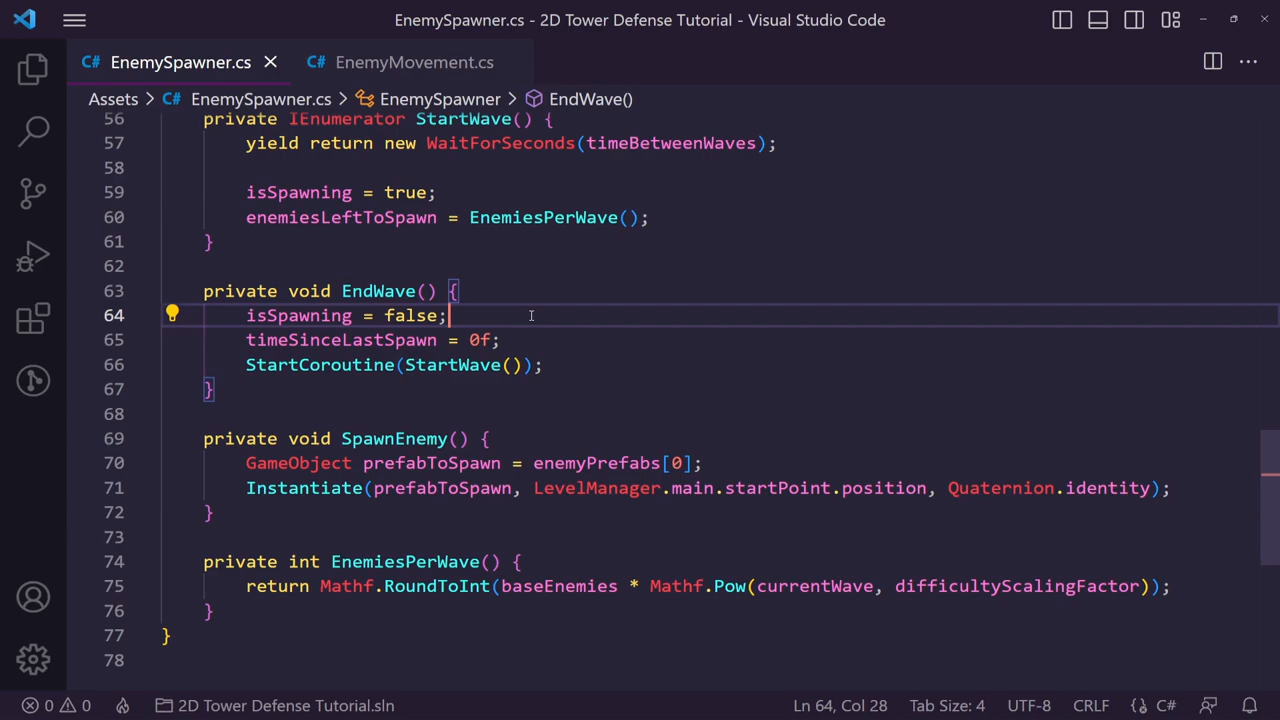 EnemySpawner.cs - 2D Tower Defense Tutorial - Visual Studio Code
C# EnemySpawner.cs C# EnemyMovement.cs
Assets > C# EnemySpawner.cs > EnemySpawner > EndWave()
56 private IEnumerator StartWave() {
57 yield return new WaitForSeconds(timeBetweenWaves);
58
59 isSpawning = true;
60 enemiesLeftToSpawn = EnemiesPerWave();
61 }
62
63 private void EndWave() {
64 isSpawning = false;
65 timeSinceLastSpawn = 0f;
66 StartCoroutine(StartWave());
67 }
68
69 private void SpawnEnemy() {
70 GameObject prefabToSpawn = enemyPrefabs[0];
71 Instantiate(prefabToSpawn, LevelManager.main.startPoint.position, Quaternion.identity);
72 }
73
74 private int EnemiesPerWave() {
75 return Mathf.RoundToInt(baseEnemies * Mathf.Pow(currentWave, difficultyScalingFactor));
76 }
77 }
78
0 0 2D Tower Defense Tutorial.sln Ln 64, Col 28 Tab Size: 4 UTF-8 CRLF {} C#